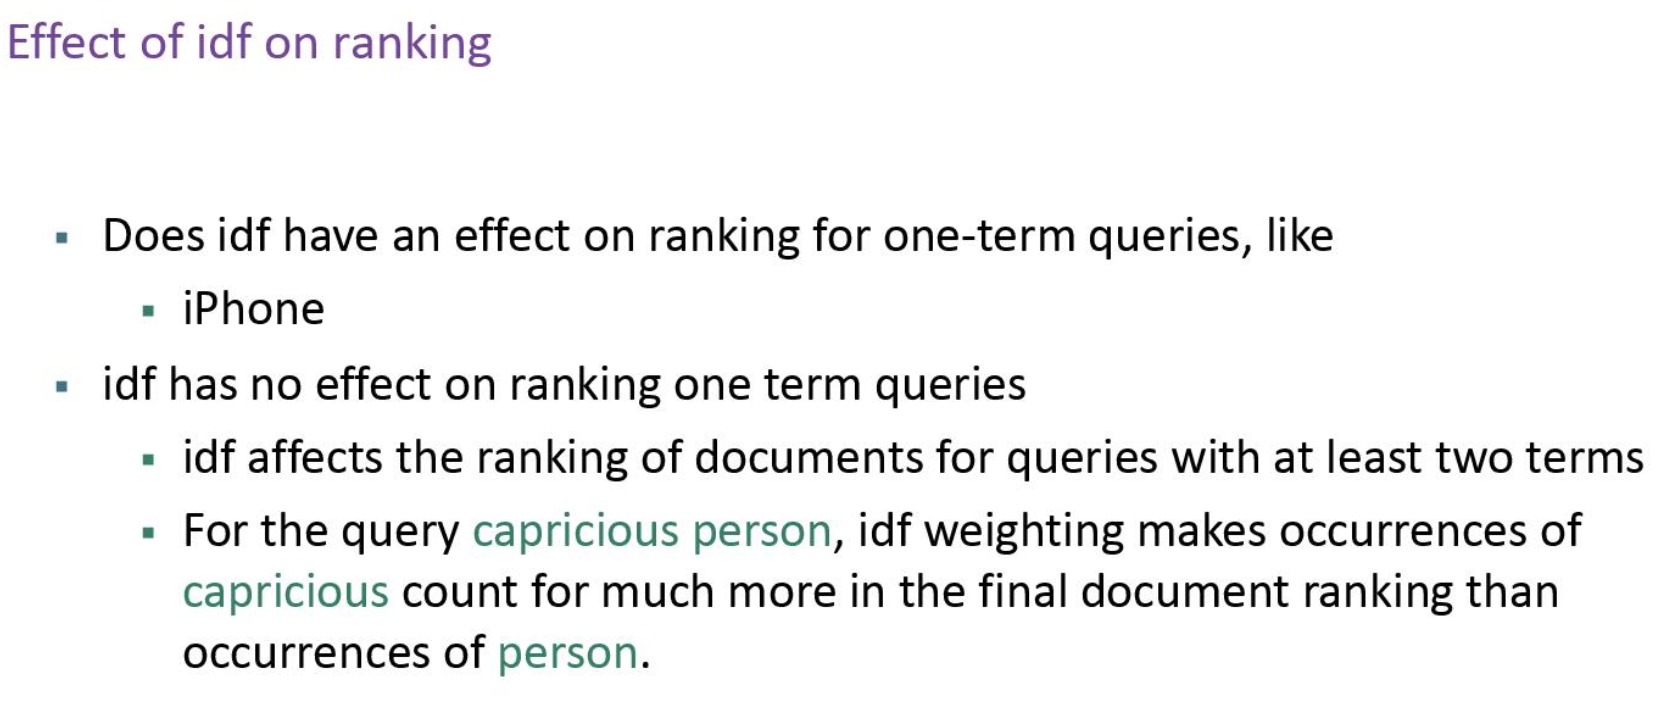 Effect of idf on ranking
▪ Does idf have an effect on ranking for one-term queries, like
▪ iPhone
▪ idf has no effect on ranking one term queries
▪ idf affects the ranking of documents for queries with at least two terms
▪ For the query capricious person, idf weighting makes occurrences of
capricious count for much more in the final document ranking than
occurrences of person.